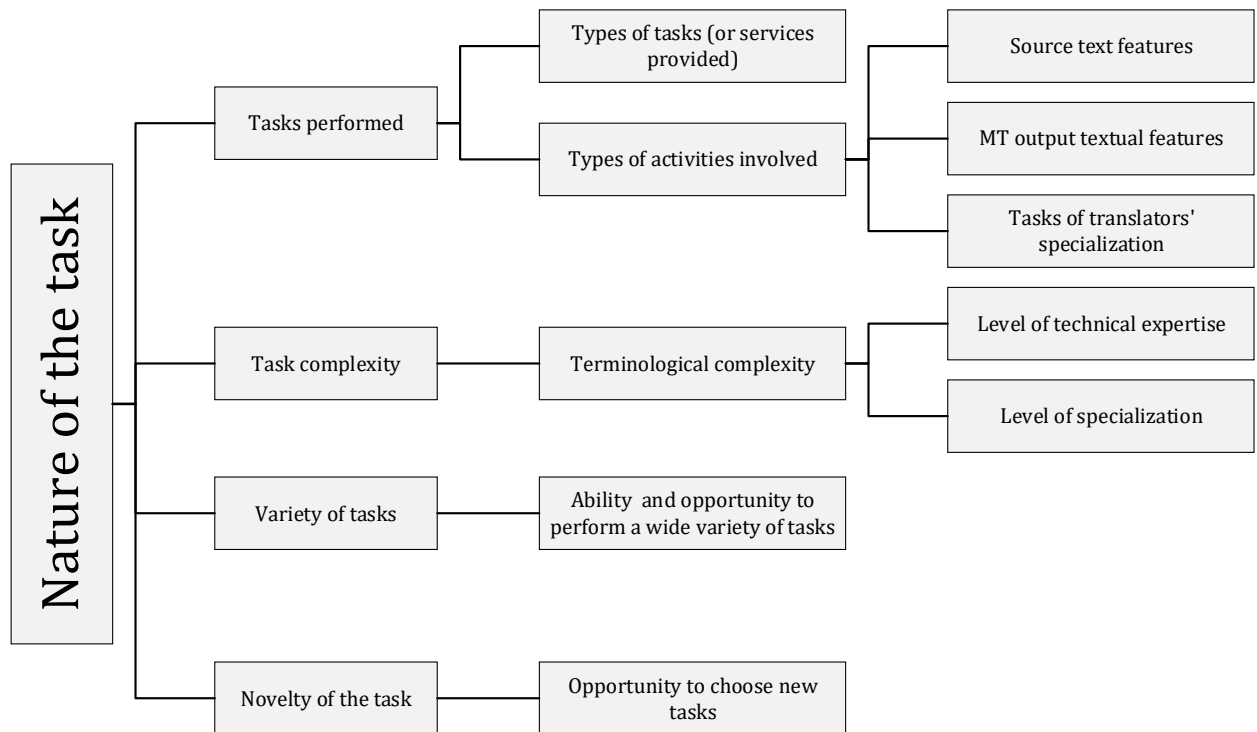 Nature of the task
Tasks performed
Types of tasks (or services
provided)
Types of activities involved
Source text features
MT output textual features
Tasks of translators'
specialization
Task complexity
Terminological complexity
Level of technical expertise
Level of specialization
Variety of tasks
Ability  and opportunity to
perform a wide variety of tasks
Novelty of the task
Opportunity to choose new
tasks